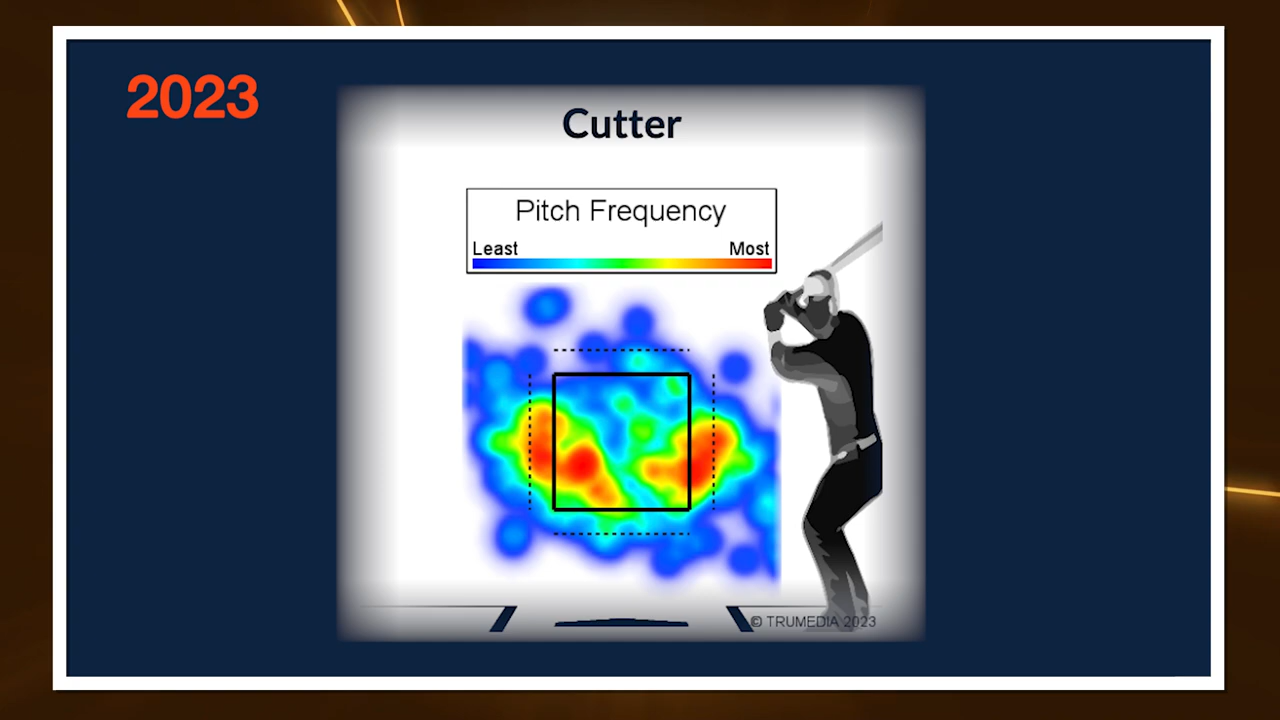 2023
Cutter
Pitch Frequency
Least Most
© TRUMEDIA 2023